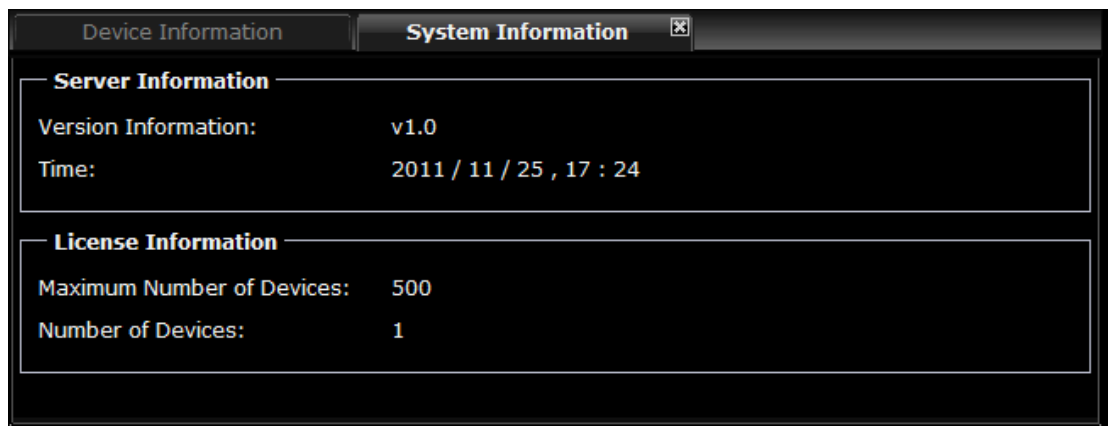 Device Information System Information
Server Information
Version Information: v1.0
Time: 2011 / 11 / 25 , 17 : 24
License Information
Maximum Number of Devices: 500
Number of Devices: 1